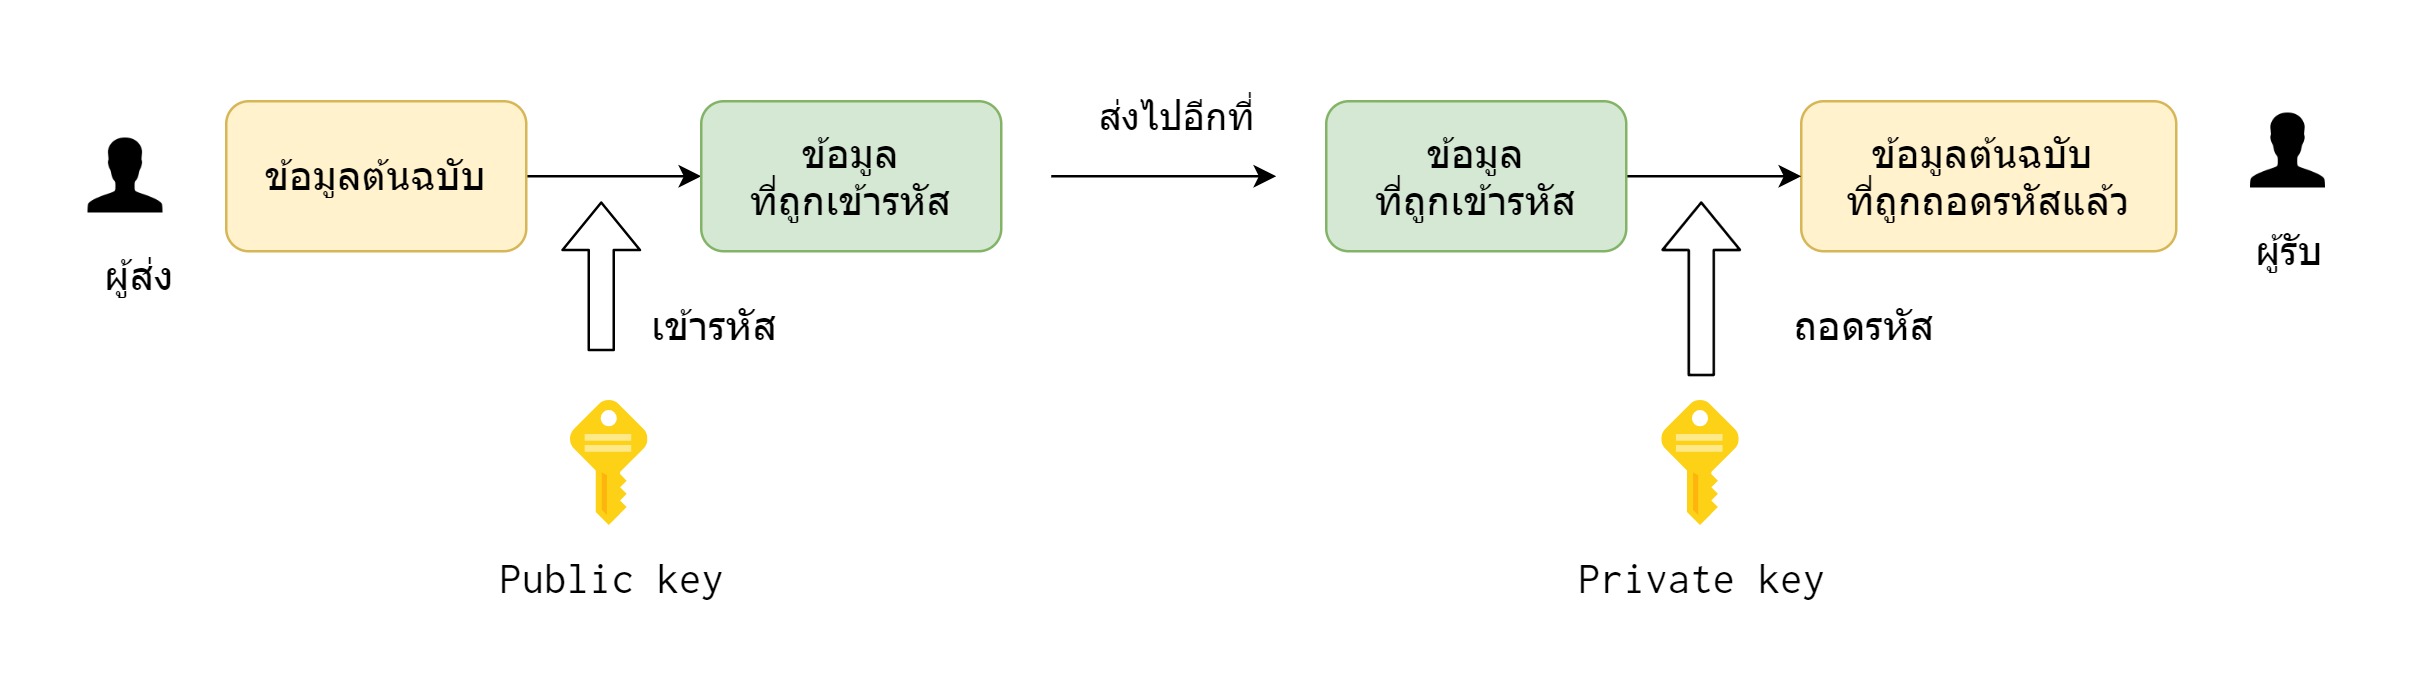 ผู้ส่ง
ข้อมูลต้นฉบับ
เข้ารหัส
Public key
ข้อมูล
ที่ถูกเข้ารหัส
ส่งไปอีกที่
ข้อมูล
ที่ถูกเข้ารหัส
ถอดรหัส
Private key
ข้อมูลต้นฉบับ
ที่ถูกถอดรหัสแล้ว
ผู้รับ